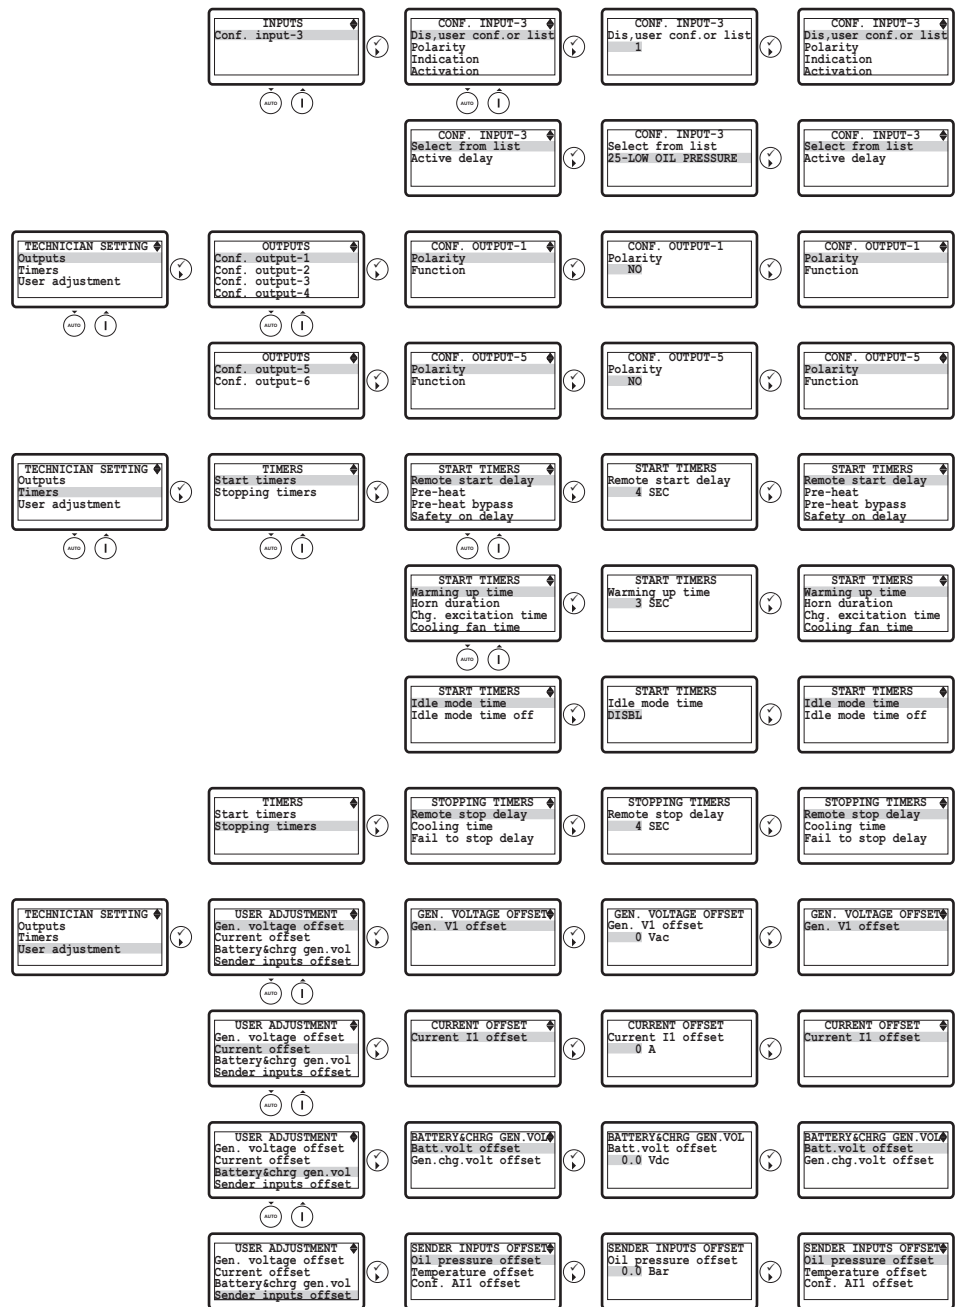 INPUTS
Conf. input-3
CONF. INPUT-3
Dis,user conf.or list
Polarity
Indication
Activation
CONF. INPUT-3
Dis,user conf.or list
1
CONF. INPUT-3
Dis,user conf.or list
Polarity
Indication
Activation
AUTO
I
AUTO
I
CONF. INPUT-3
Select from list
Active delay
CONF. INPUT-3
Select from list
25-LOW OIL PRESSURE
CONF. INPUT-3
Select from list
Active delay
TECHNICIAN SETTING
Outputs
Timers
User adjustment
OUTPUTS
Conf. output-1
Conf. output-2
Conf. output-3
Conf. output-4
CONF. OUTPUT-1
Polarity
Function
CONF. OUTPUT-1
Polarity
NO
CONF. OUTPUT-1
Polarity
Function
AUTO
I
AUTO
I
OUTPUTS
Conf. output-5
Conf. output-6
CONF. OUTPUT-5
Polarity
Function
CONF. OUTPUT-5
Polarity
NO
CONF. OUTPUT-5
Polarity
Function
TECHNICIAN SETTING
Outputs
Timers
User adjustment
TIMERS
Start timers
Stopping timers
START TIMERS
Remote start delay
Pre-heat
Pre-heat bypass
Safety on delay
START TIMERS
Remote start delay
4 SEC
START TIMERS
Remote start delay
Pre-heat
Pre-heat bypass
Safety on delay
AUTO
I
AUTO
I
AUTO
I
START TIMERS
Warming up time
Horn duration
Chg. excitation time
Cooling fan time
START TIMERS
Warming up time
3 SEC
START TIMERS
Warming up time
Horn duration
Chg. excitation time
Cooling fan time
AUTO
I
START TIMERS
Idle mode time
Idle mode time off
START TIMERS
Idle mode time
DISBL
START TIMERS
Idle mode time
Idle mode time off
TIMERS
Start timers
Stopping timers
STOPPING TIMERS
Remote stop delay
Cooling time
Fail to stop delay
STOPPING TIMERS
Remote stop delay
4 SEC
STOPPING TIMERS
Remote stop delay
Cooling time
Fail to stop delay
TECHNICIAN SETTING
Outputs
Timers
User adjustment
USER ADJUSTMENT
Gen. voltage offset
Current offset
Battery&chrg gen.vol
Sender inputs offset
GEN. VOLTAGE OFFSET
Gen. V1 offset
GEN. VOLTAGE OFFSET
Gen. V1 offset
0 Vac
GEN. VOLTAGE OFFSET
Gen. V1 offset
AUTO
I
USER ADJUSTMENT
Gen. voltage offset
Current offset
Battery&chrg gen.vol
Sender inputs offset
CURRENT OFFSET
Current I1 offset
CURRENT OFFSET
Current I1 offset
0 A
CURRENT OFFSET
Current I1 offset
AUTO
I
USER ADJUSTMENT
Gen. voltage offset
Current offset
Battery&chrg gen.vol
Sender inputs offset
BATTERY&CHRG GEN.VOL
Batt.volt offset
Gen.chg.volt offset
BATTERY&CHRG GEN.VOL
Batt.volt offset
0.0 Vdc
BATTERY&CHRG GEN.VOL
Batt.volt offset
Gen.chg.volt offset
AUTO
I
USER ADJUSTMENT
Gen. voltage offset
Current offset
Battery&chrg gen.vol
Sender inputs offset
SENDER INPUTS OFFSET
Oil pressure offset
Temperature offset
Conf. AI1 offset
SENDER INPUTS OFFSET
Oil pressure offset
0.0 Bar
SENDER INPUTS OFFSET
Oil pressure offset
Temperature offset
Conf. AI1 offset